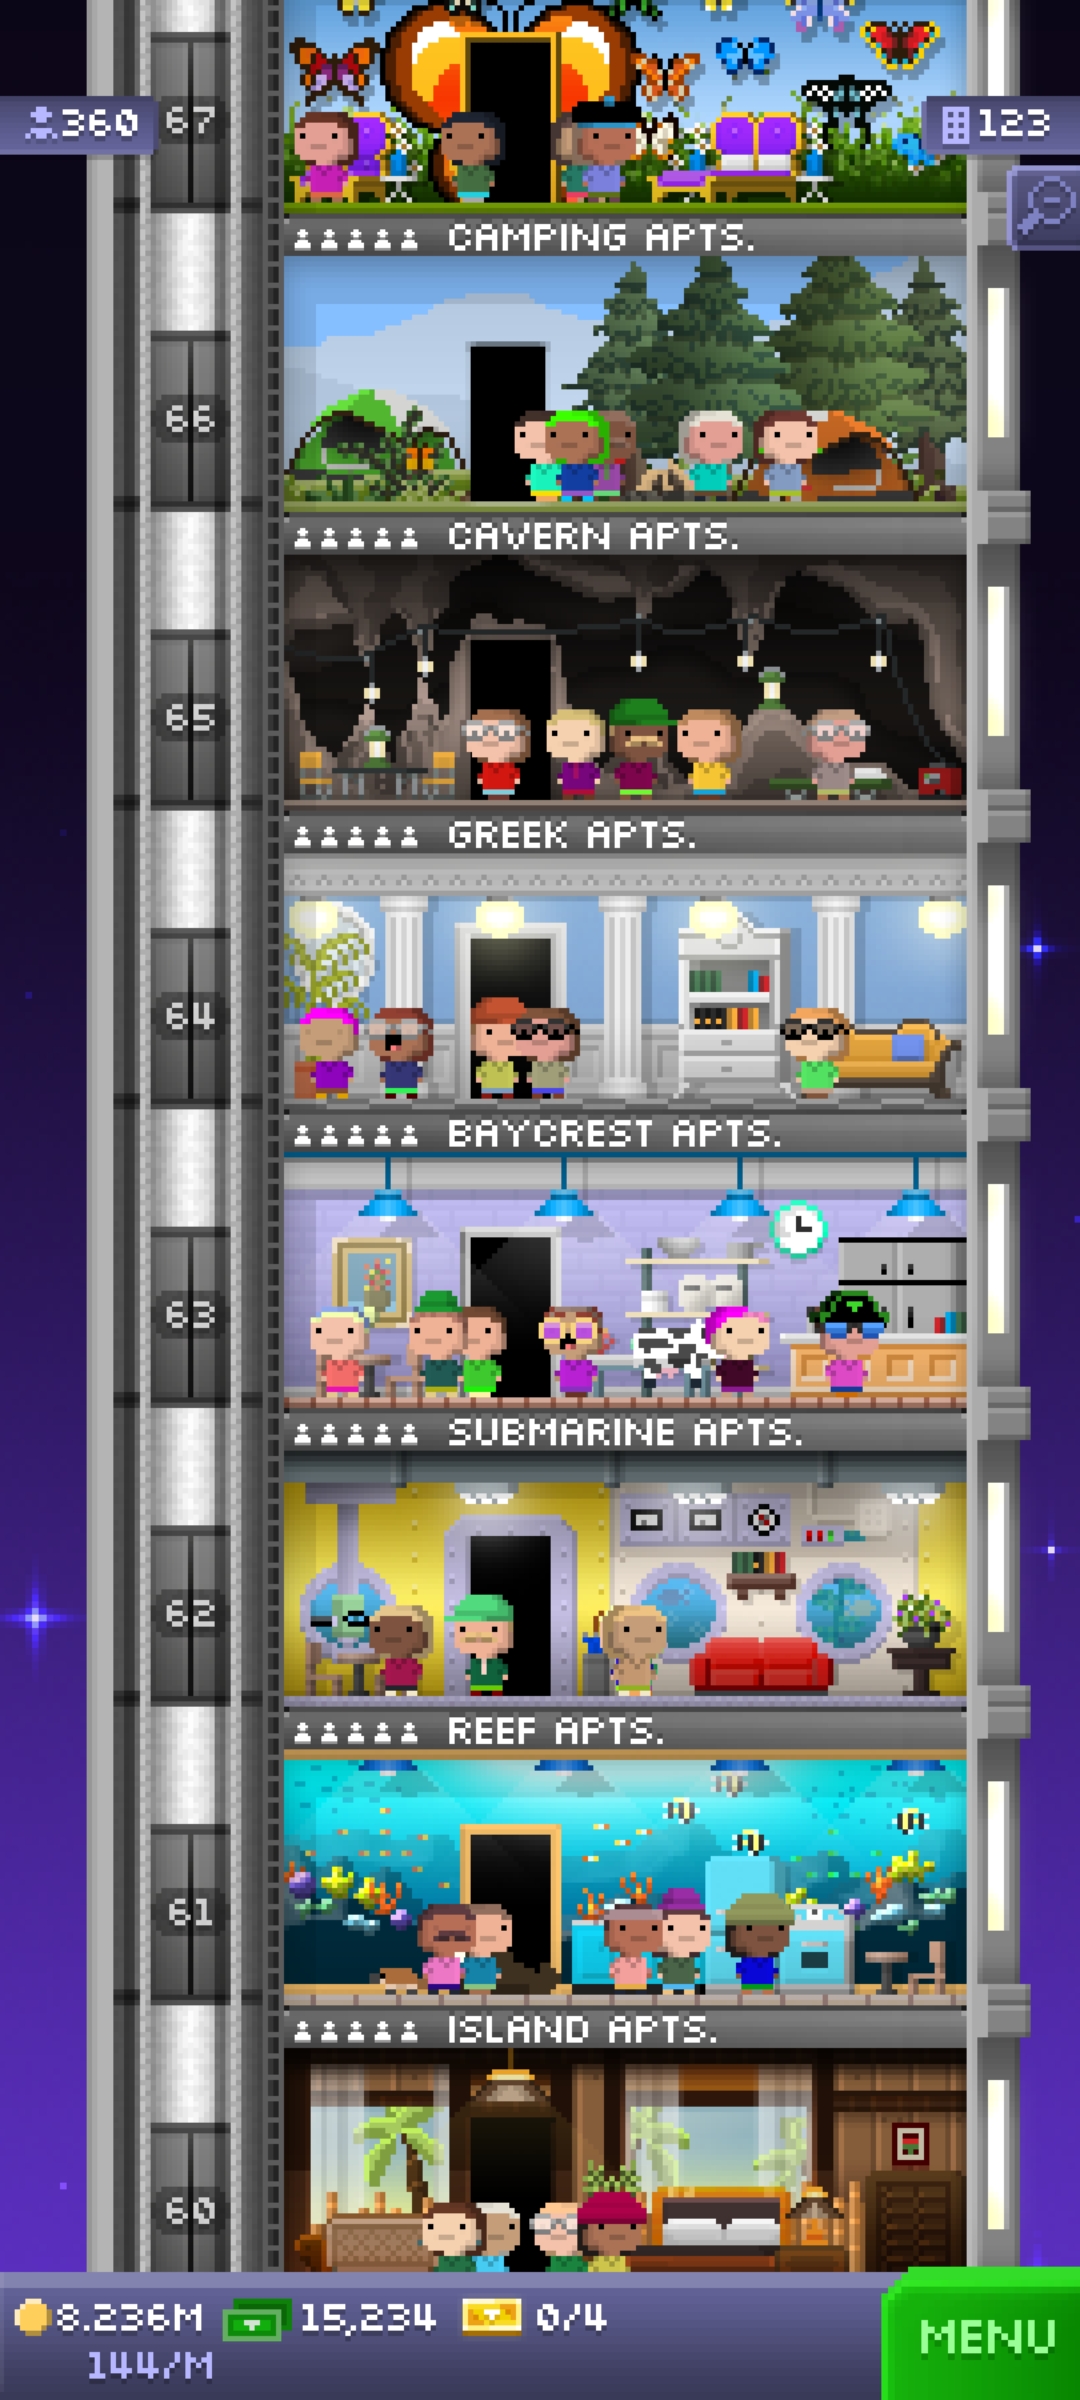 67
360
123
CAMPING APTS.
66
CAVERN APTS.
65
GREEK APTS.
64
BAYCREST APTS.
63
SUBMARINE APTS.
62
REEF APTS.
61
ISLAND APTS.
60
8.236M 15,234 0/4
144/M
MENU